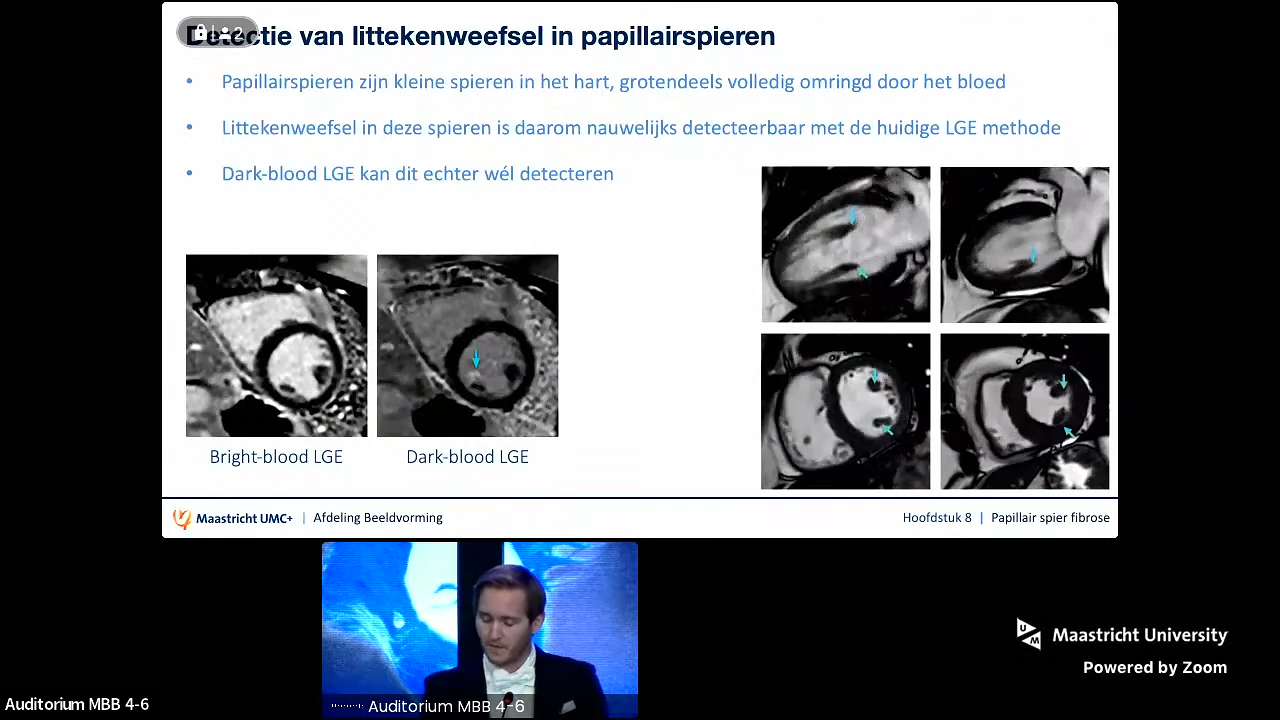 Detectie van littekenweefsel in papillairspieren
2
• Papillairspieren zijn kleine spieren in het hart, grotendeels volledig omringd door het bloed
• Littekenweefsel in deze spieren is daarom nauwelijks detecteerbaar met de huidige LGE methode
• Dark-blood LGE kan dit echter wél detecteren
Bright-blood LGE
Dark-blood LGE
Maastricht UMC+ | Afdeling Beeldvorming
Hoofdstuk 8 | Papillair spier fibrose
UM
Maastricht University
Powered by Zoom
Auditorium MBB 4-6
Auditorium MBB 4-6